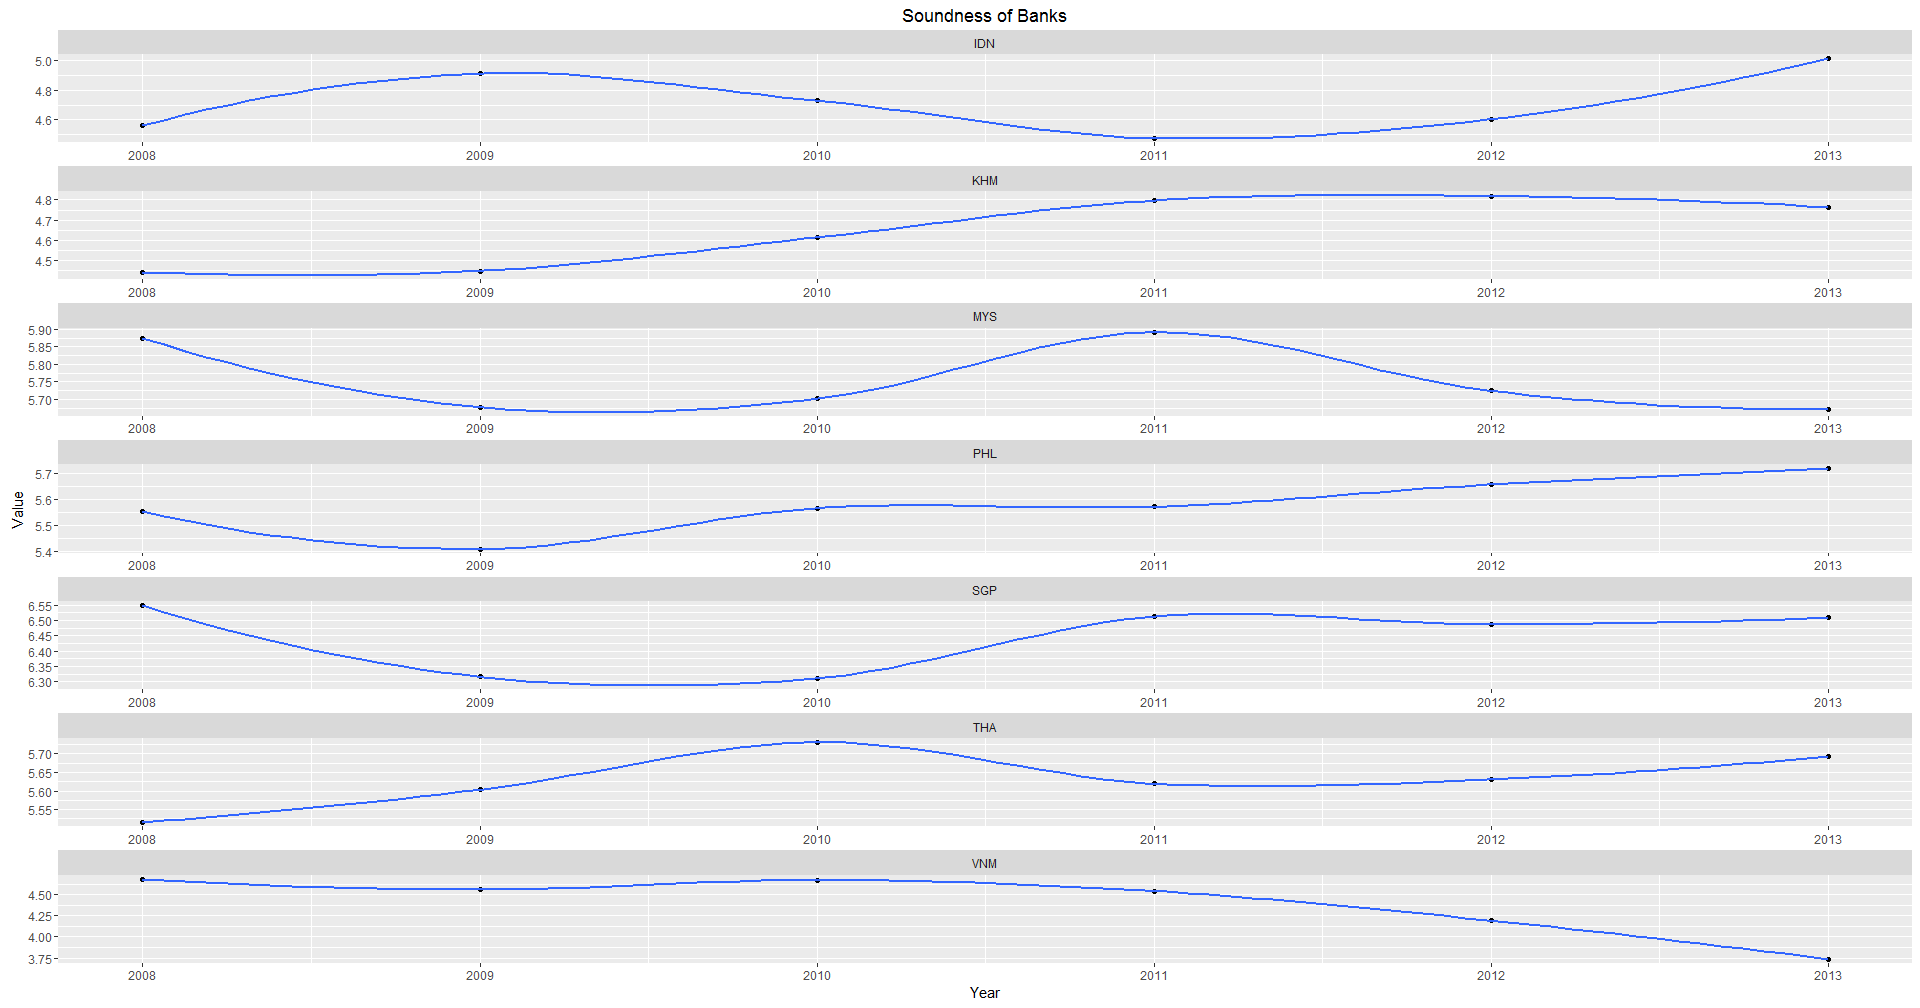 Soundness of Banks
IDN
5.0
4.8
4.6
2008 2009 2010 2011 2012 2013
KHM
4.8
4.7
4.6
4.5
2008 2009 2010 2011 2012 2013
MYS
5.90
5.85
5.80
5.75
5.70
2008 2009 2010 2011 2012 2013
PHL
5.7
5.6
5.5
5.4
2008 2009 2010 2011 2012 2013
Value
SGP
6.55
6.50
6.45
6.40
6.35
6.30
2008 2009 2010 2011 2012 2013
THA
5.70
5.65
5.60
5.55
2008 2009 2010 2011 2012 2013
VNM
4.50
4.25
4.00
3.75
2008 2009 2010 2011 2012 2013
Year